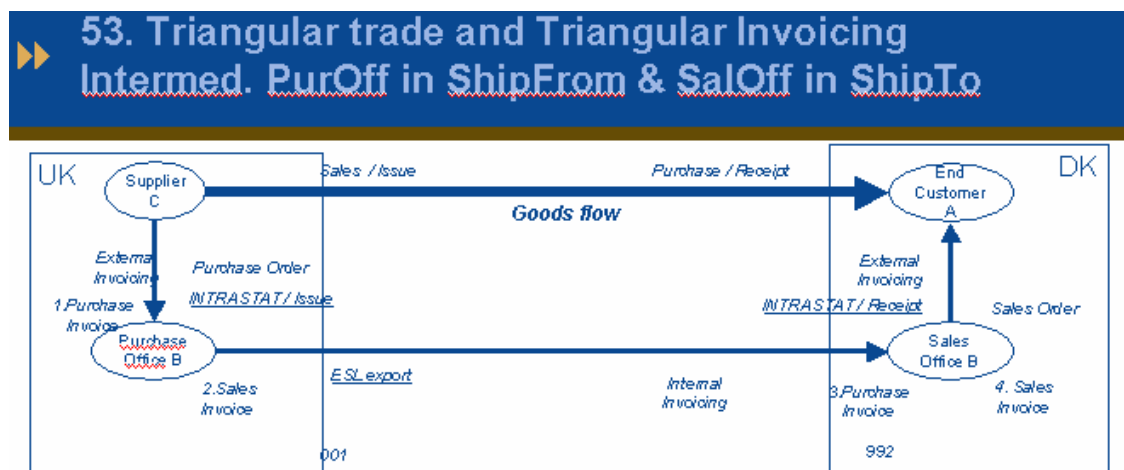 53. Triangular trade and Triangular Invoicing
Intermed. PurOff in ShipFrom & SalOff in ShipTo
UK
Supplier
C
Sales / Issue
Purchase / Receipt
End
Customer
A
DK
Goods flow
External
Invoicing
Purchase Order
INTRASTAT / Issue
1.Purchase
Invoice
External
Invoicing
INTRASTAT / Receipt
Sales Order
Purchase
Office B
Sales
Office B
2.Sales
Invoice
ESL export
Internal
Invoicing
3.Purchase
Invoice
4. Sales
Invoice
001
992